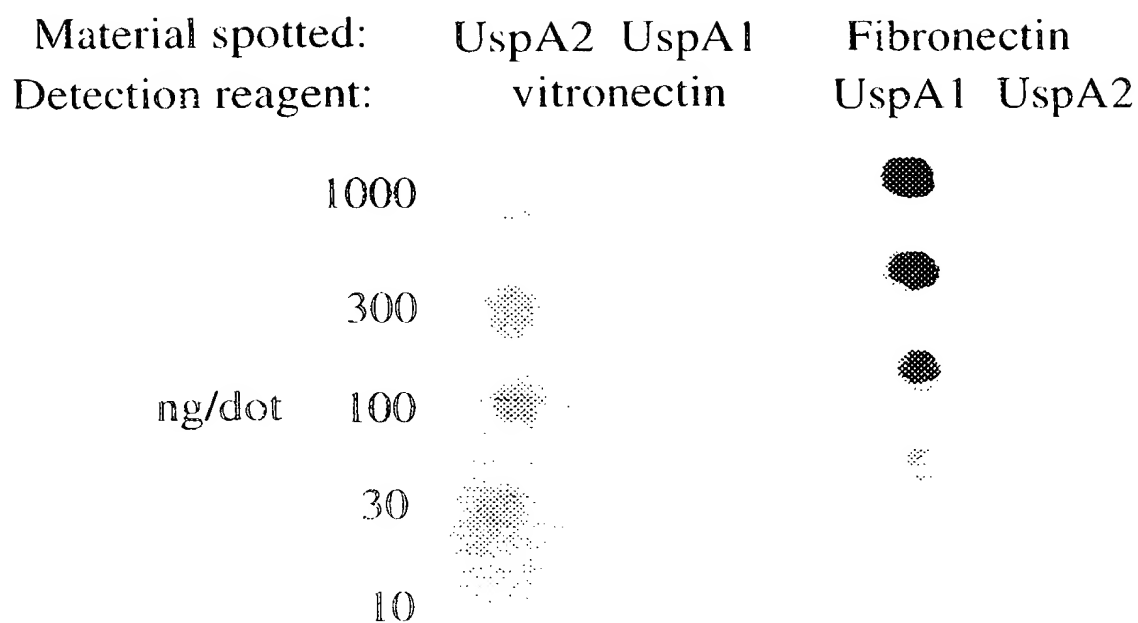 Material spotted: UspA2 UspA1 Fibronectin
Detection reagent: vitronectin UspA1 UspA2
1000
300
ng/dot 100
30
10